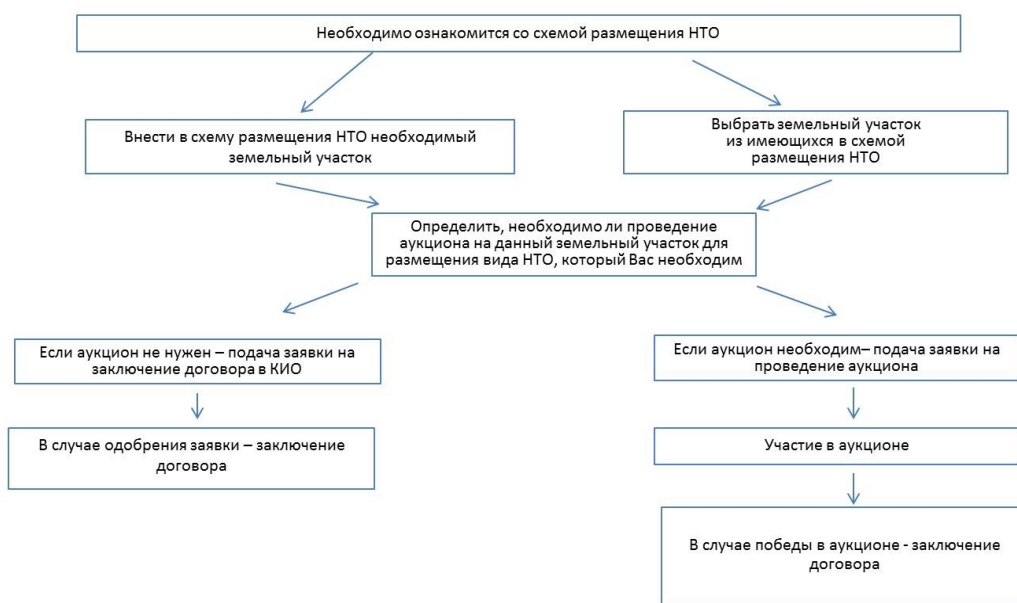 Необходимо ознакомится со схемой размещения НТО
Внести в схему размещения НТО необходимый
земельный участок
Выбрать земельный участок
из имеющихся в схемой
размещения НТО
Определить, необходимо ли проведение
аукциона на данный земельный участок для
размещения вида НТО, который Вас необходим
Если аукцион не нужен – подача заявки на
заключение договора в КИО
Если аукцион необходим– подача заявки на
проведение аукциона
В случае одобрения заявки – заключение
договора
Участие в аукционе
В случае победы в аукционе - заключение
договора